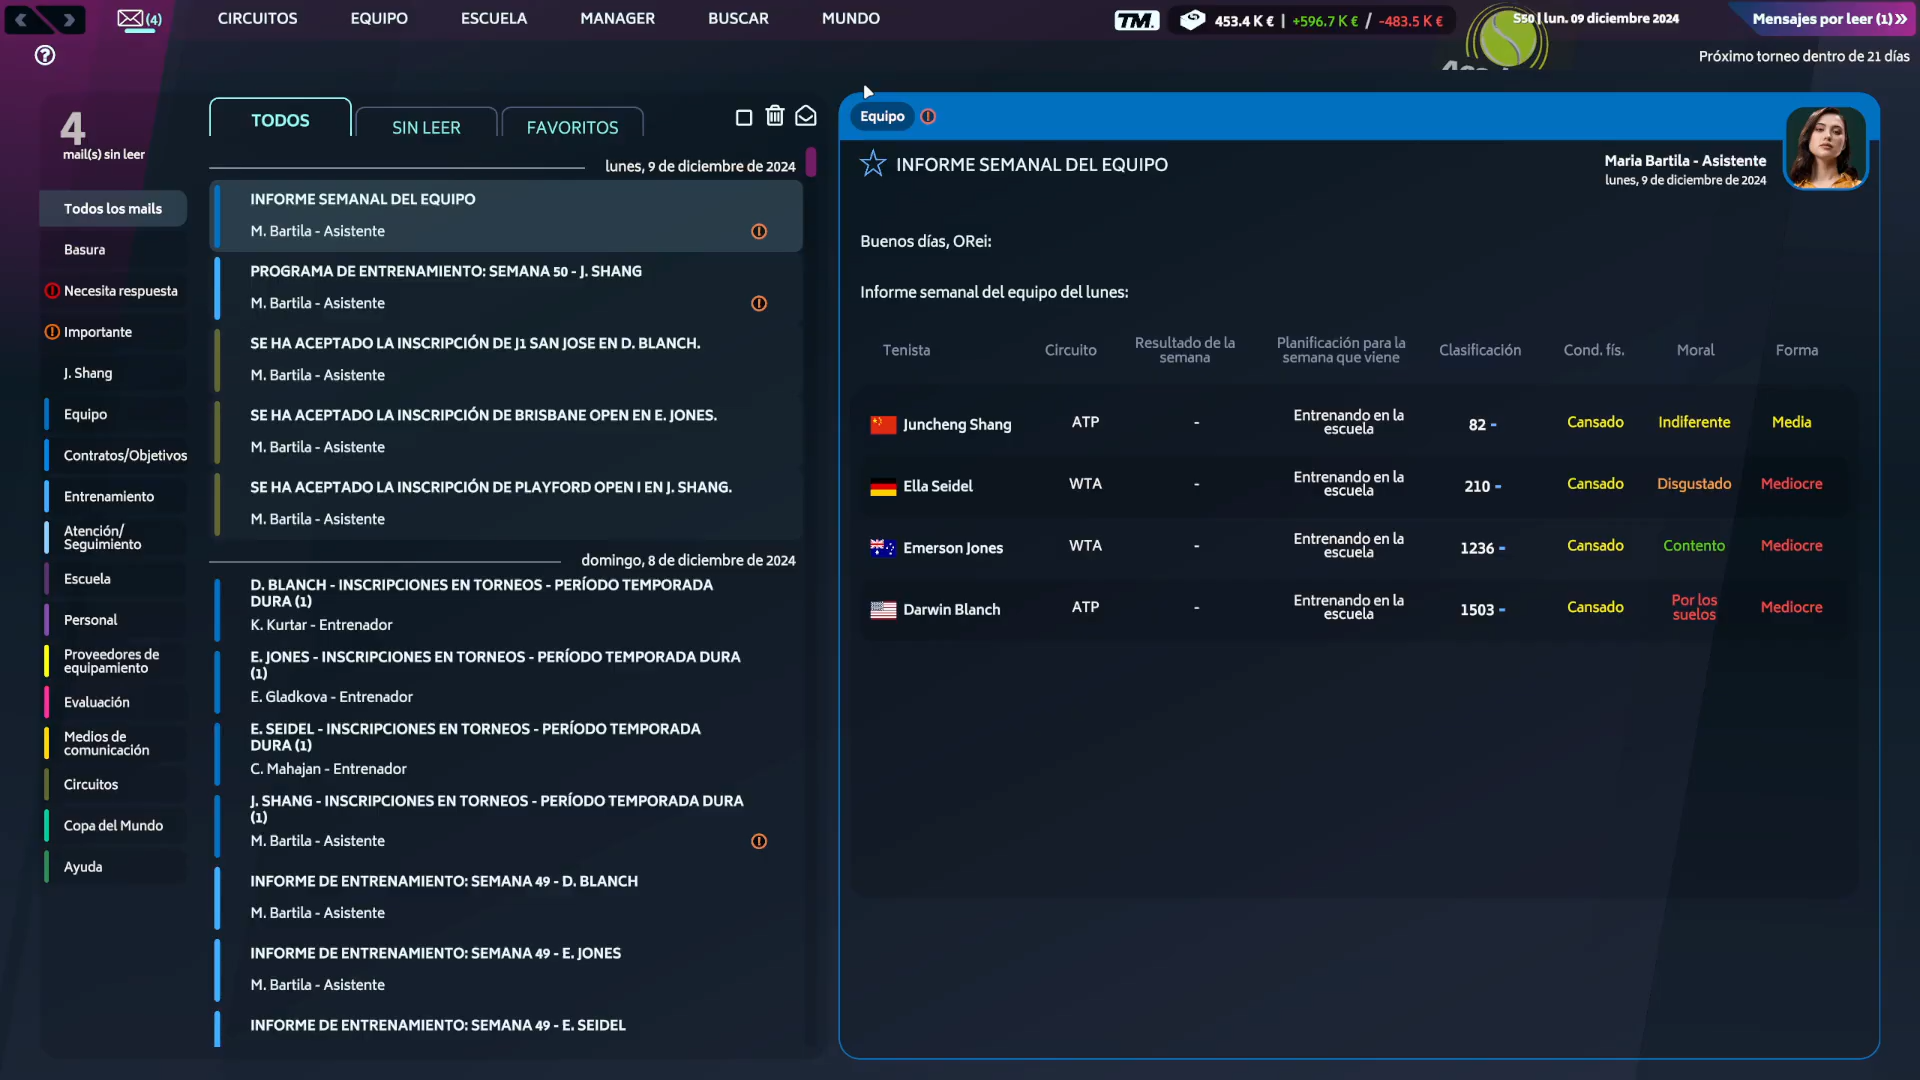 (4)
CIRCUITOS
EQUIPO
ESCUELA
MANAGER
BUSCAR
MUNDO
TM.
453.4 K € | +596.7 K € / -483.5 K €
S50 | lun. 09 diciembre 2024
Mensajes por leer (1)
Próximo torneo dentro de 21 días
4
mail(s) sin leer
Todos los mails
Basura
Necesita respuesta
Importante
J. Shang
Equipo
Contratos/Objetivos
Entrenamiento
Atención/
Seguimiento
Escuela
Personal
Proveedores de
equipamiento
Evaluación
Medios de
comunicación
Circuitos
Copa del Mundo
Ayuda
TODOS
SIN LEER
FAVORITOS
lunes, 9 de diciembre de 2024
INFORME SEMANAL DEL EQUIPO
M. Bartila - Asistente
PROGRAMA DE ENTRENAMIENTO: SEMANA 50 - J. SHANG
M. Bartila - Asistente
SE HA ACEPTADO LA INSCRIPCIÓN DE J1 SAN JOSE EN D. BLANCH.
M. Bartila - Asistente
SE HA ACEPTADO LA INSCRIPCIÓN DE BRISBANE OPEN EN E. JONES.
M. Bartila - Asistente
SE HA ACEPTADO LA INSCRIPCIÓN DE PLAYFORD OPEN I EN J. SHANG.
M. Bartila - Asistente
domingo, 8 de diciembre de 2024
D. BLANCH - INSCRIPCIONES EN TORNEOS - PERÍODO TEMPORADA
DURA (1)
K. Kurtar - Entrenador
E. JONES - INSCRIPCIONES EN TORNEOS - PERÍODO TEMPORADA DURA
(1)
E. Gladkova - Entrenador
E. SEIDEL - INSCRIPCIONES EN TORNEOS - PERÍODO TEMPORADA
DURA (1)
C. Mahajan - Entrenador
J. SHANG - INSCRIPCIONES EN TORNEOS - PERÍODO TEMPORADA DURA
(1)
M. Bartila - Asistente
INFORME DE ENTRENAMIENTO: SEMANA 49 - D. BLANCH
M. Bartila - Asistente
INFORME DE ENTRENAMIENTO: SEMANA 49 - E. JONES
M. Bartila - Asistente
INFORME DE ENTRENAMIENTO: SEMANA 49 - E. SEIDEL
Equipo
INFORME SEMANAL DEL EQUIPO
Maria Bartila - Asistente
lunes, 9 de diciembre de 2024
Buenos días, ORei:
Informe semanal del equipo del lunes:
Tenista
Circuito
Resultado de la
semana
Planificación para la
semana que viene
Clasificación
Cond. fís.
Moral
Forma
Juncheng Shang
ATP
-
Entrenando en la
escuela
82 -
Cansado
Indiferente
Media
Ella Seidel
WTA
-
Entrenando en la
escuela
210 -
Cansado
Disgustado
Mediocre
Emerson Jones
WTA
-
Entrenando en la
escuela
1236 -
Cansado
Contento
Mediocre
Darwin Blanch
ATP
-
Entrenando en la
escuela
1503 -
Cansado
Por los
suelos
Mediocre